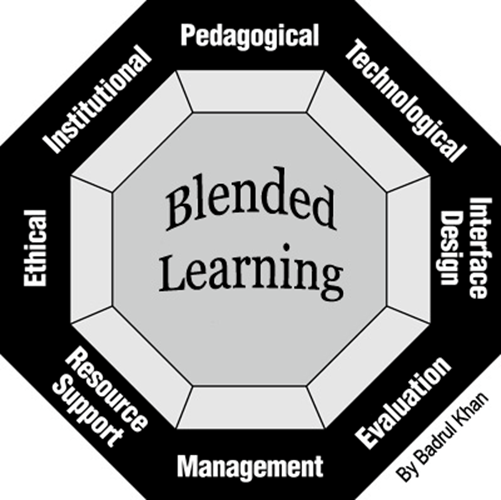 Pedagogical
Institutional
Technological
Blended
Learning
Ethical
Interface
Design
Resource
Support
Evaluation
Management
By Badrul Khan